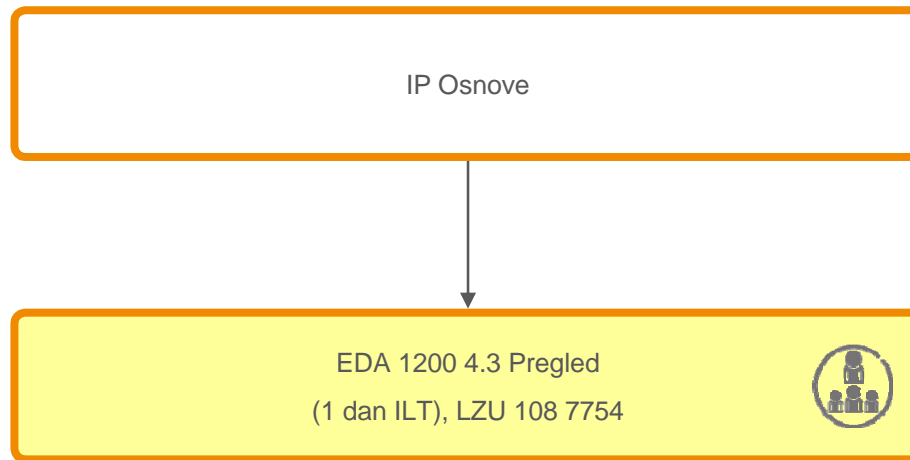 IP Osnove
EDA 1200 4.3 Pregled
(1 dan ILT), LZU 108 7754